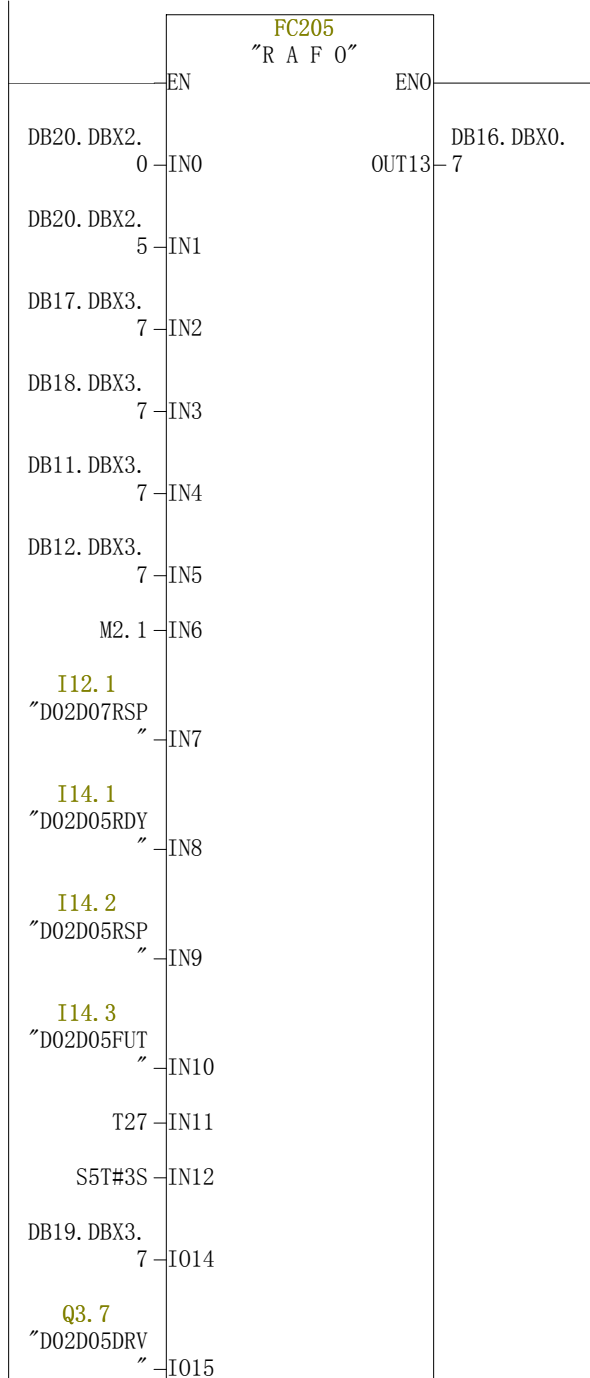 FC205
"R A F O"
EN ENO
DB20.DBX2.
0 IN0
OUT13 DB16.DBX0.
7
DB20.DBX2.
5 IN1
DB17.DBX3.
7 IN2
DB18.DBX3.
7 IN3
DB11.DBX3.
7 IN4
DB12.DBX3.
7 IN5
M2.1 IN6
I12.1
"D02D07RSP
" IN7
I14.1
"D02D05RDY
" IN8
I14.2
"D02D05RSP
" IN9
I14.3
"D02D05FUT
" IN10
T27 IN11
S5T#3S IN12
DB19.DBX3.
7 IO14
Q3.7
"D02D05DRV
" IO15